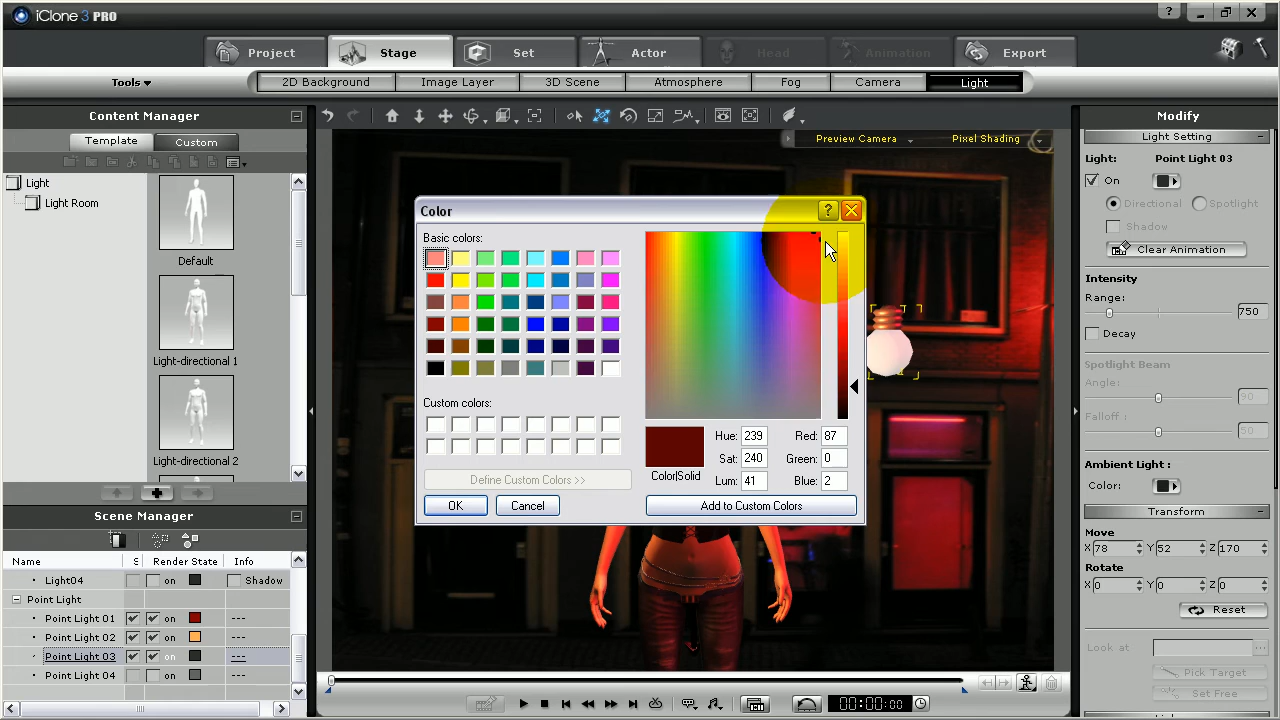 iClone 3 PRO
?
Project Stage Set Actor Head Animation Export
Tools 2D Background Image Layer 3D Scene Atmosphere Fog Camera Light
Content Manager
Template Custom
Light
Light Room
Default
Light-directional 1
Light-directional 2
Scene Manager
Name S Render State Info
Light04 on Shadow
Point Light
Point Light 01 on ---
Point Light 02 on ---
Point Light 03 on ---
Point Light 04 on ---
Preview Camera Pixel Shading
Color
?
Basic colors:
Custom colors:
Define Custom Colors >>
OK Cancel
Color|Solid
Hue: 239 Red: 87
Sat: 240 Green: 0
Lum: 41 Blue: 2
Add to Custom Colors
00:00:00
Modify
Light Setting
Light: Point Light 03
On
Directional Spotlight
Shadow
Clear Animation
Intensity
Range: 750
Decay
Spotlight Beam
Angle: 90
Falloff : 50
Ambient Light :
Color:
Transform
Move
X 78 Y 52 Z 170
Rotate
X 0 Y 0 Z 0
Reset
Look at
Pick Target
Set Free